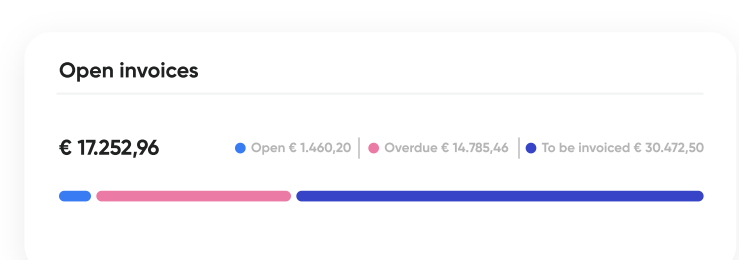 Open invoices
€ 17.252,96 Open € 1.460,20 Overdue € 14.785,46 To be invoiced € 30.472,50